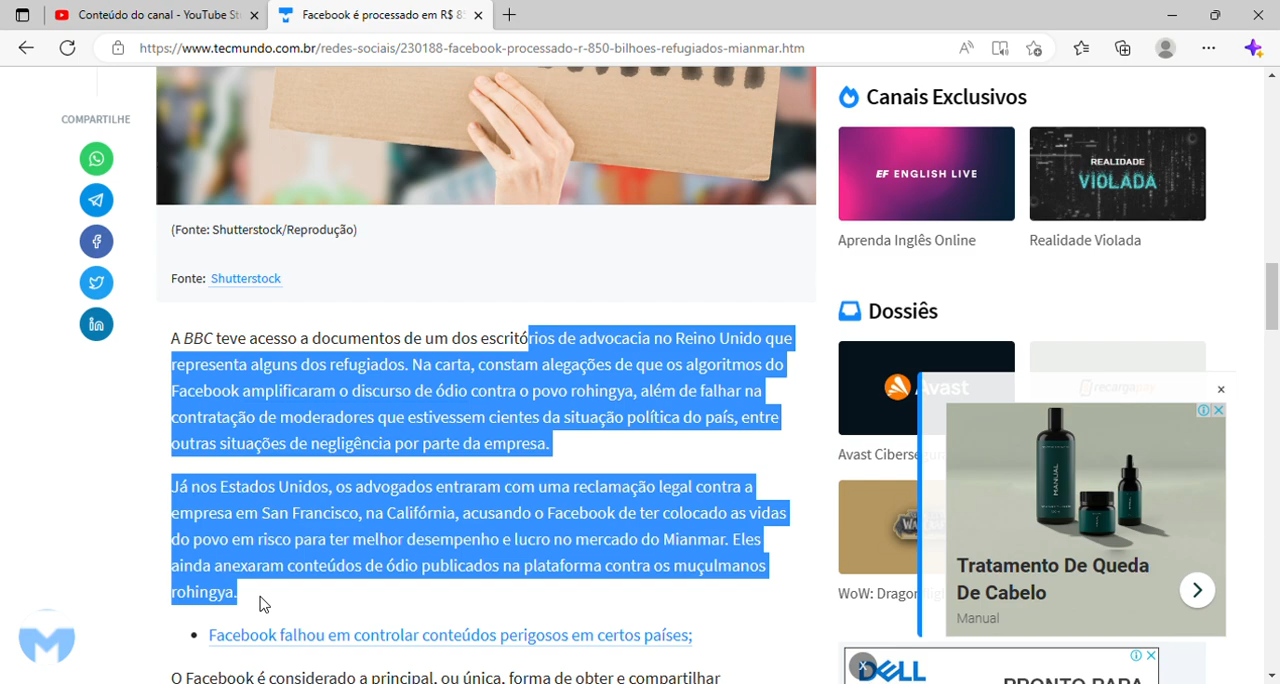 Conteúdo do canal - YouTube St
Facebook é processado em R$ 85
https://www.tecmundo.com.br/redes-sociais/230188-facebook-processado-r-850-bilhoes-refugiados-mianmar.htm
COMPARTILHE
(Fonte: Shutterstock/Reprodução)
Fonte: Shutterstock
A BBC teve acesso a documentos de um dos escritórios de advocacia no Reino Unido que
representa alguns dos refugiados. Na carta, constam alegações de que os algoritmos do
Facebook amplificaram o discurso de ódio contra o povo rohingya, além de falhar na
contratação de moderadores que estivessem cientes da situação política do país, entre
outras situações de negligência por parte da empresa.
Já nos Estados Unidos, os advogados entraram com uma reclamação legal contra a
empresa em San Francisco, na Califórnia, acusando o Facebook de ter colocado as vidas
do povo em risco para ter melhor desempenho e lucro no mercado do Mianmar. Eles
ainda anexaram conteúdos de ódio publicados na plataforma contra os muçulmanos
rohingya.
• Facebook falhou em controlar conteúdos perigosos em certos países;
O Facebook é considerado a principal, ou única, forma de obter e compartilhar
Canais Exclusivos
EF ENGLISH LIVE
REALIDADE
VIOLADA
Aprenda Inglês Online
Realidade Violada
Dossiês
Avast
recargapay
Avast Cibersegura
WoW: Dragonflight
MANUAL
Tratamento De Queda
De Cabelo
Manual
DELL
PRONTO PARA